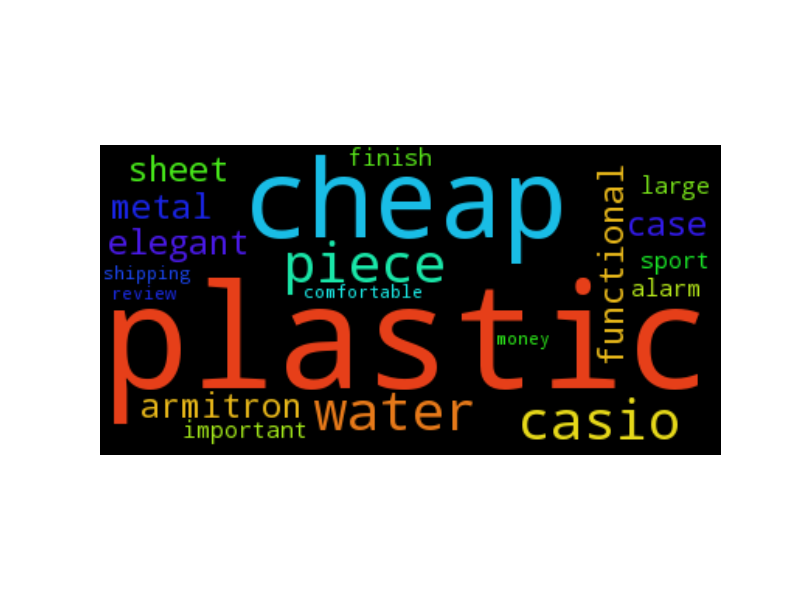 finish
sheet
cheap
functional
large
metal
case
elegant
piece
sport
shipping
comfortable
alarm
review
plastic
money
armitron
water
casio
important